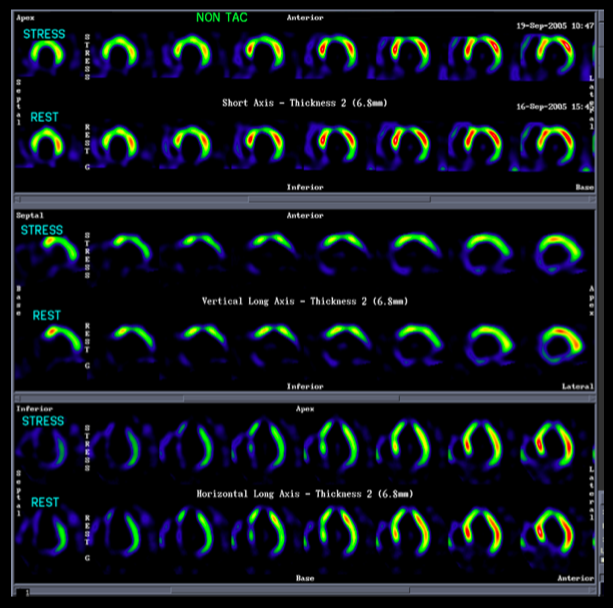 Apex NON TAC Anterior
19-Sep-2005 10:47
STRESS
STRESS
Septal
Lateral
Short Axis - Thickness 2 (6.8mm)
16-Sep-2005 15:4
REST
REST G
Inferior Base
Septal Anterior
STRESS
STRESS
Base
Apex
Vertical Long Axis - Thickness 2 (6.8mm)
REST
REST G
Inferior Lateral
Inferior Apex
STRESS
STRESS
Septal
Lateral
Horizontal Long Axis - Thickness 2 (6.8mm)
REST
REST G
Base Anterior
1